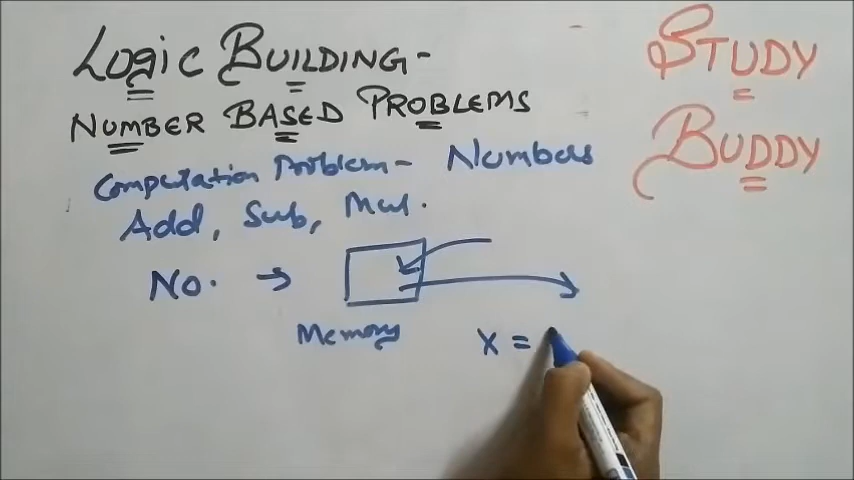 LOGIC BUILDING-
NUMBER BASED PROBLEMS
Computation Problem - Numbers
Add, Sub, Mul.
No. →
Memory
x =
STUDY
BUDDY